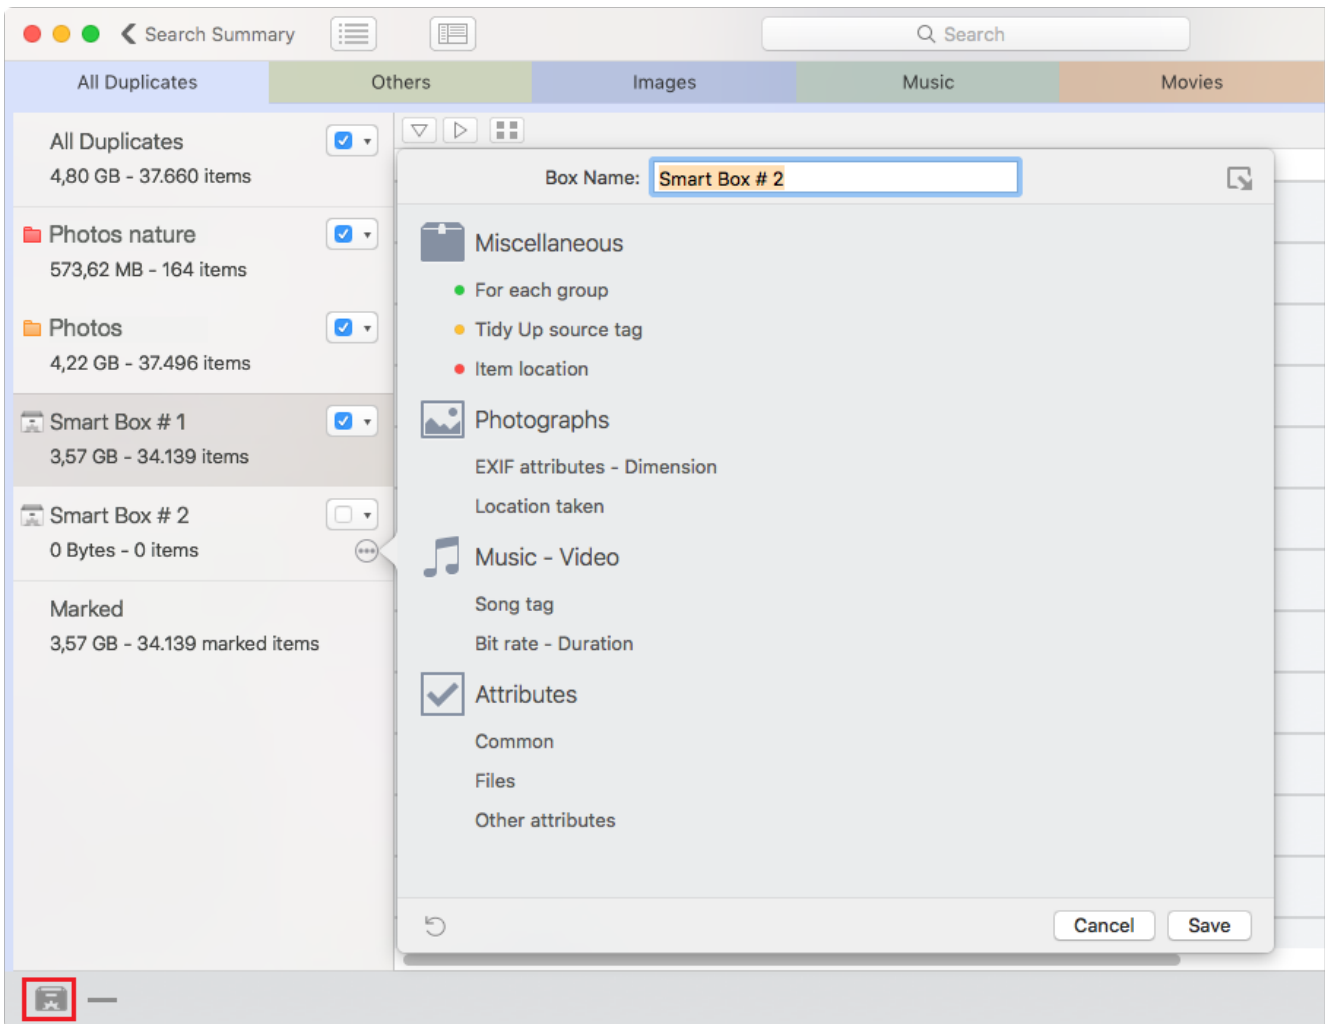 Search Summary
Search
All Duplicates
Others
Images
Music
Movies
All Duplicates
4,80 GB - 37.660 items
Photos nature
573,62 MB - 164 items
Photos
4,22 GB - 37.496 items
Smart Box # 1
3,57 GB - 34.139 items
Smart Box # 2
0 Bytes - 0 items
Marked
3,57 GB - 34.139 marked items
Box Name: Smart Box # 2
Miscellaneous
For each group
Tidy Up source tag
Item location
Photographs
EXIF attributes - Dimension
Location taken
Music - Video
Song tag
Bit rate - Duration
Attributes
Common
Files
Other attributes
Cancel
Save